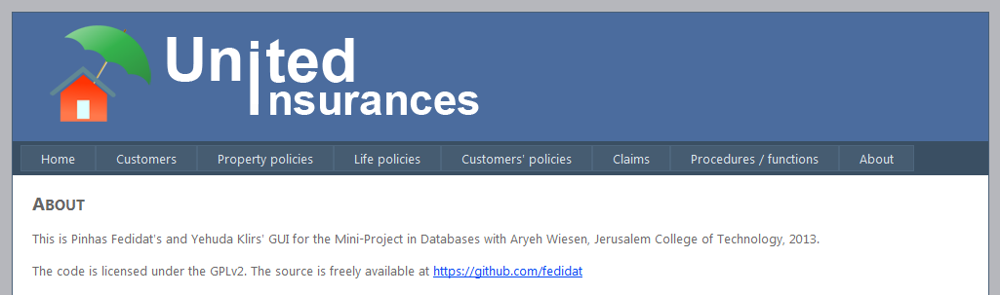 United
Insurances
Home Customers Property policies Life policies Customers' policies Claims Procedures / functions About
About
This is Pinhas Fedidat's and Yehuda Klirs' GUI for the Mini-Project in Databases with Aryeh Wiesen, Jerusalem College of Technology, 2013.
The code is licensed under the GPLv2. The source is freely available at https://github.com/fedidat